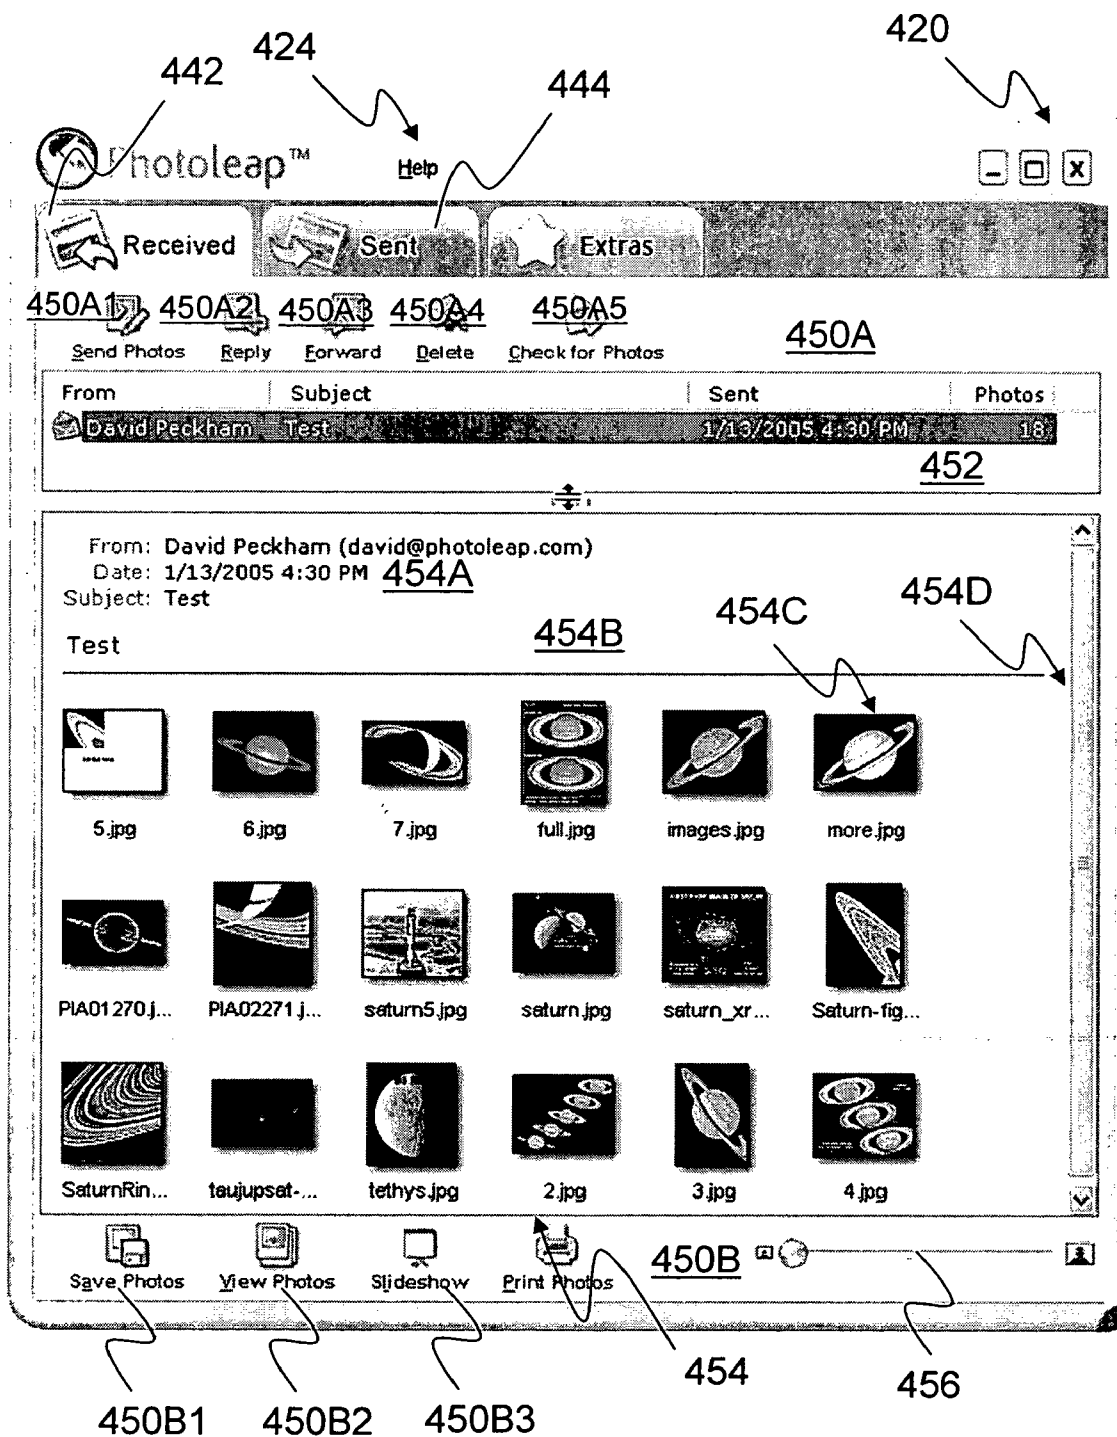 420
424
442
444
Photoleap™
Help
Received
Sent
Extras
450A1
450A2
450A3
450A4
450A5
450A
Send Photos
Reply
Forward
Delete
Check for Photos
From
Subject
Sent
Photos
David Peckham
Test
1/13/2005 4:30 PM
18
452
From: David Peckham (david@photoleap.com)
Date: 1/13/2005 4:30 PM
454A
Subject: Test
454B
454C
454D
Test
5.jpg
6.jpg
7.jpg
full.jpg
images.jpg
more.jpg
PIA01270.j...
PIA02271.j...
saturn5.jpg
saturn.jpg
saturn_xr...
Saturn-fig...
SaturnRin...
taujupsat-...
tethys.jpg
2.jpg
3.jpg
4.jpg
Save Photos
View Photos
Slideshow
Print Photos
450B
454
456
450B1
450B2
450B3